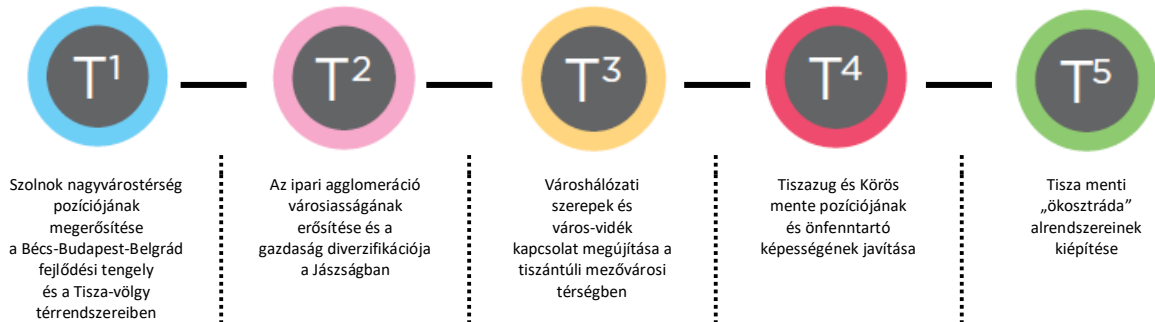 T¹
T²
T³
T⁴
T⁵
Szolnok nagyvárostérség
pozíciójának
megerősítése
a Bécs-Budapest-Belgrád
fejlődési tengely
és a Tisza-völgy
térrendszereiben
Az ipari agglomeráció
városiasságának
erősítése és a
gazdaság diverzifikációja
a Jászságban
Városhálózati
szerepek és
város-vidék
kapcsolat megújítása a
tiszántúli mezővárosi
térségben
Tiszazug és Körös
mente pozíciójának
és önfenntartó
képességének javítása
Tisza menti
„ökosztráda”
alrendszereinek
kiépítése